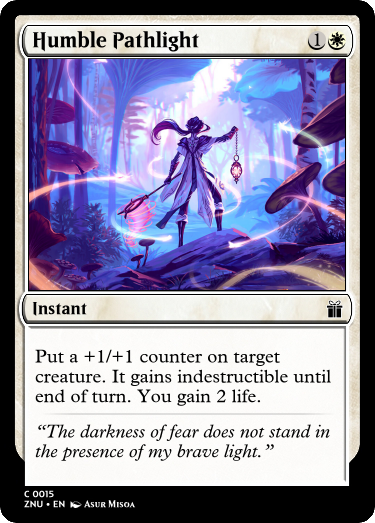 Humble Pathlight 1
Instant
Put a +1/+1 counter on target
creature. It gains indestructible until
end of turn. You gain 2 life.
“The darkness of fear does not stand in
the presence of my brave light.”
C 0015
ZNU • EN Asur Misoa